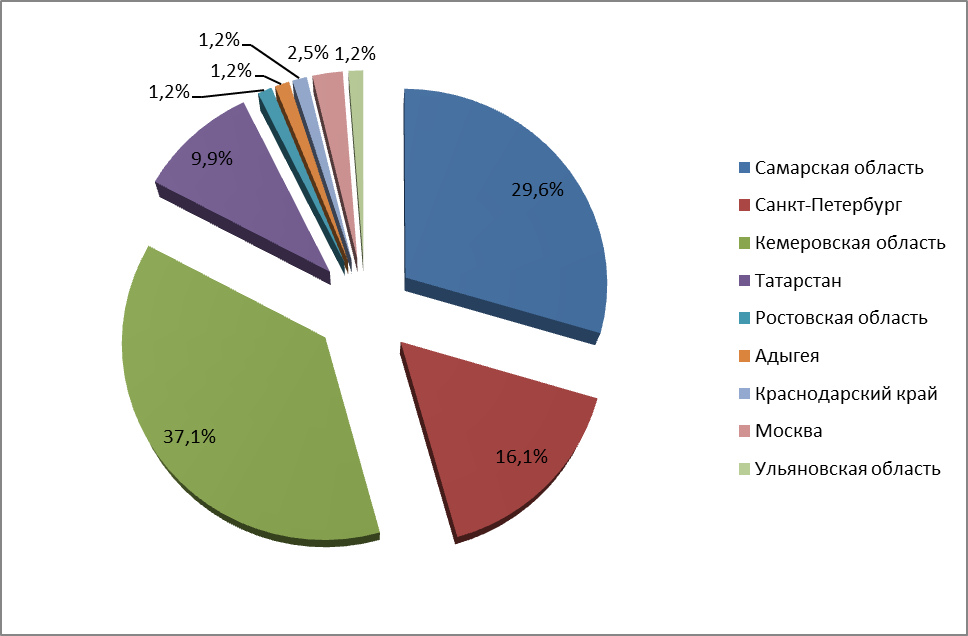 1,2%
2,5%
1,2%
1,2%
1,2%
9,9%
29,6%
37,1%
16,1%
Самарская область
Санкт-Петербург
Кемеровская область
Татарстан
Ростовская область
Адыгея
Краснодарский край
Москва
Ульяновская область